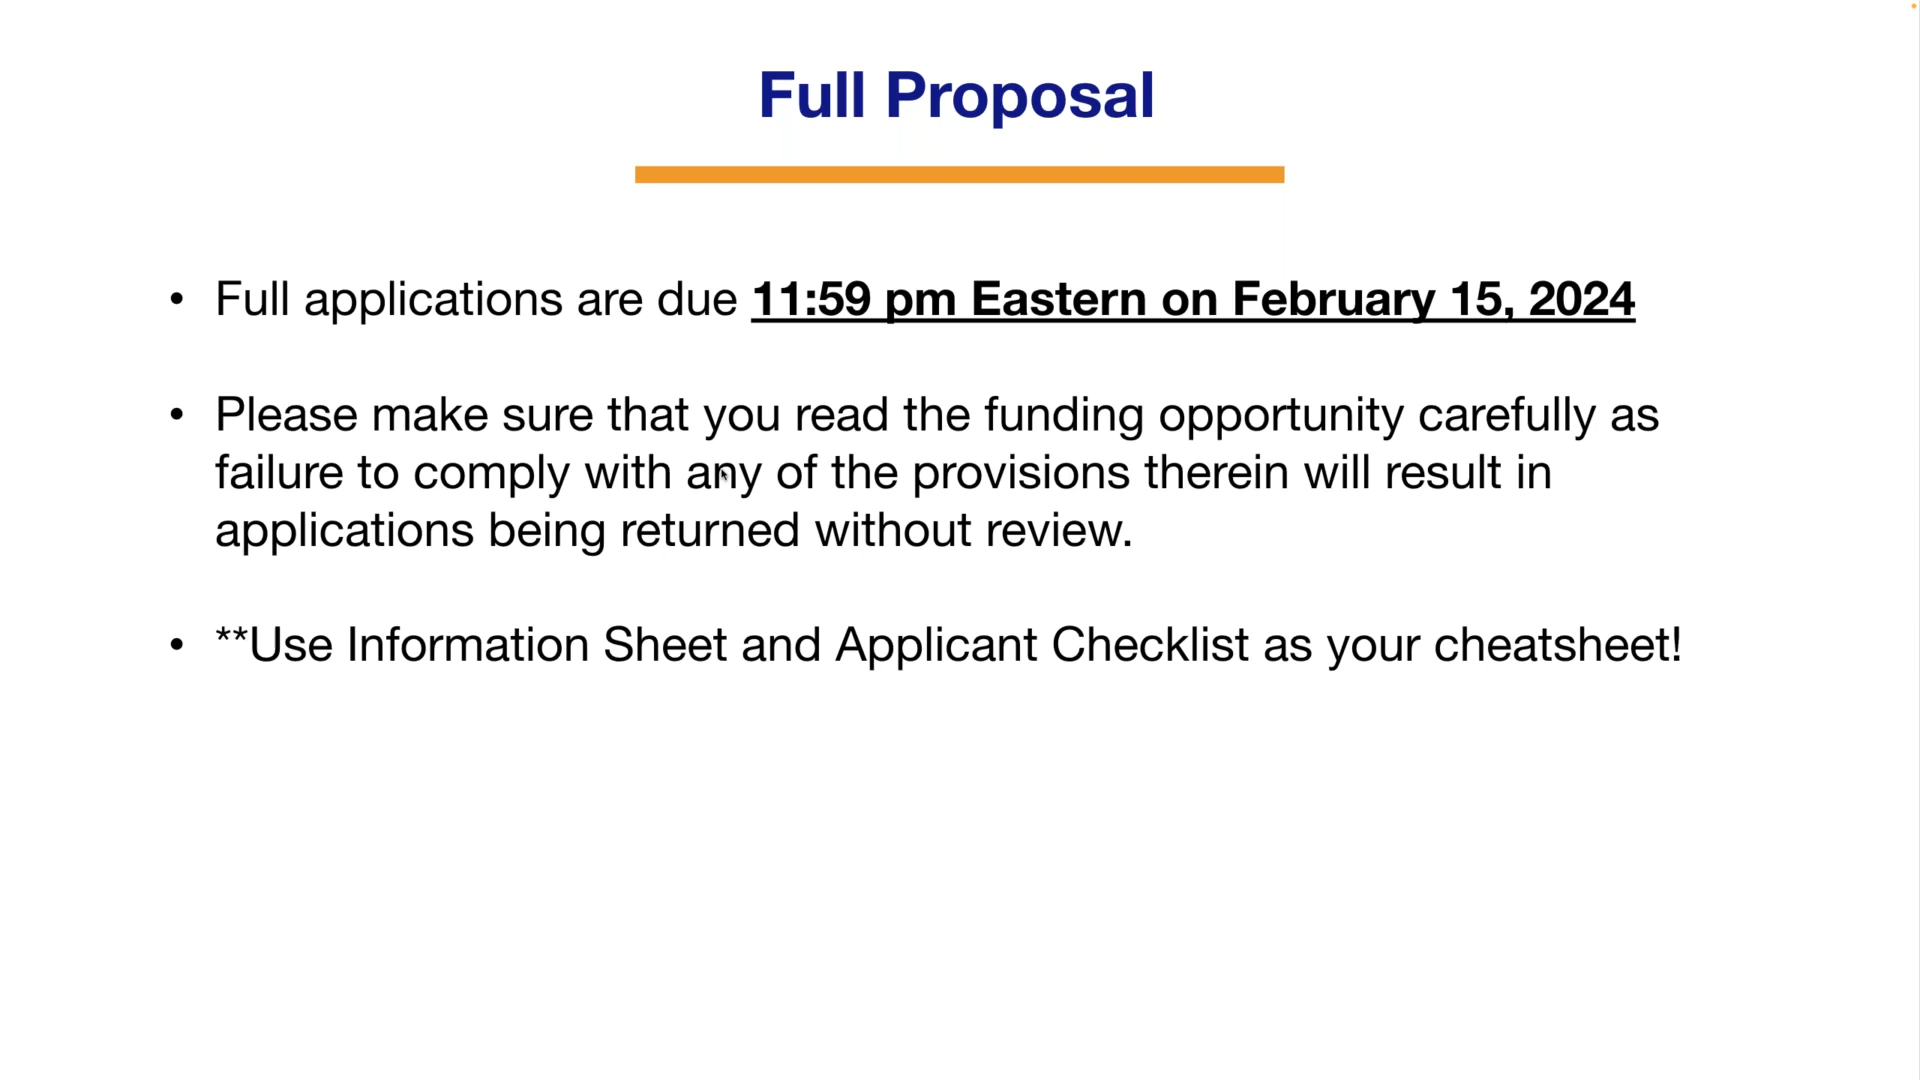 Full Proposal
• Full applications are due 11:59 pm Eastern on February 15, 2024
• Please make sure that you read the funding opportunity carefully as
failure to comply with any of the provisions therein will result in
applications being returned without review.
• **Use Information Sheet and Applicant Checklist as your cheatsheet!